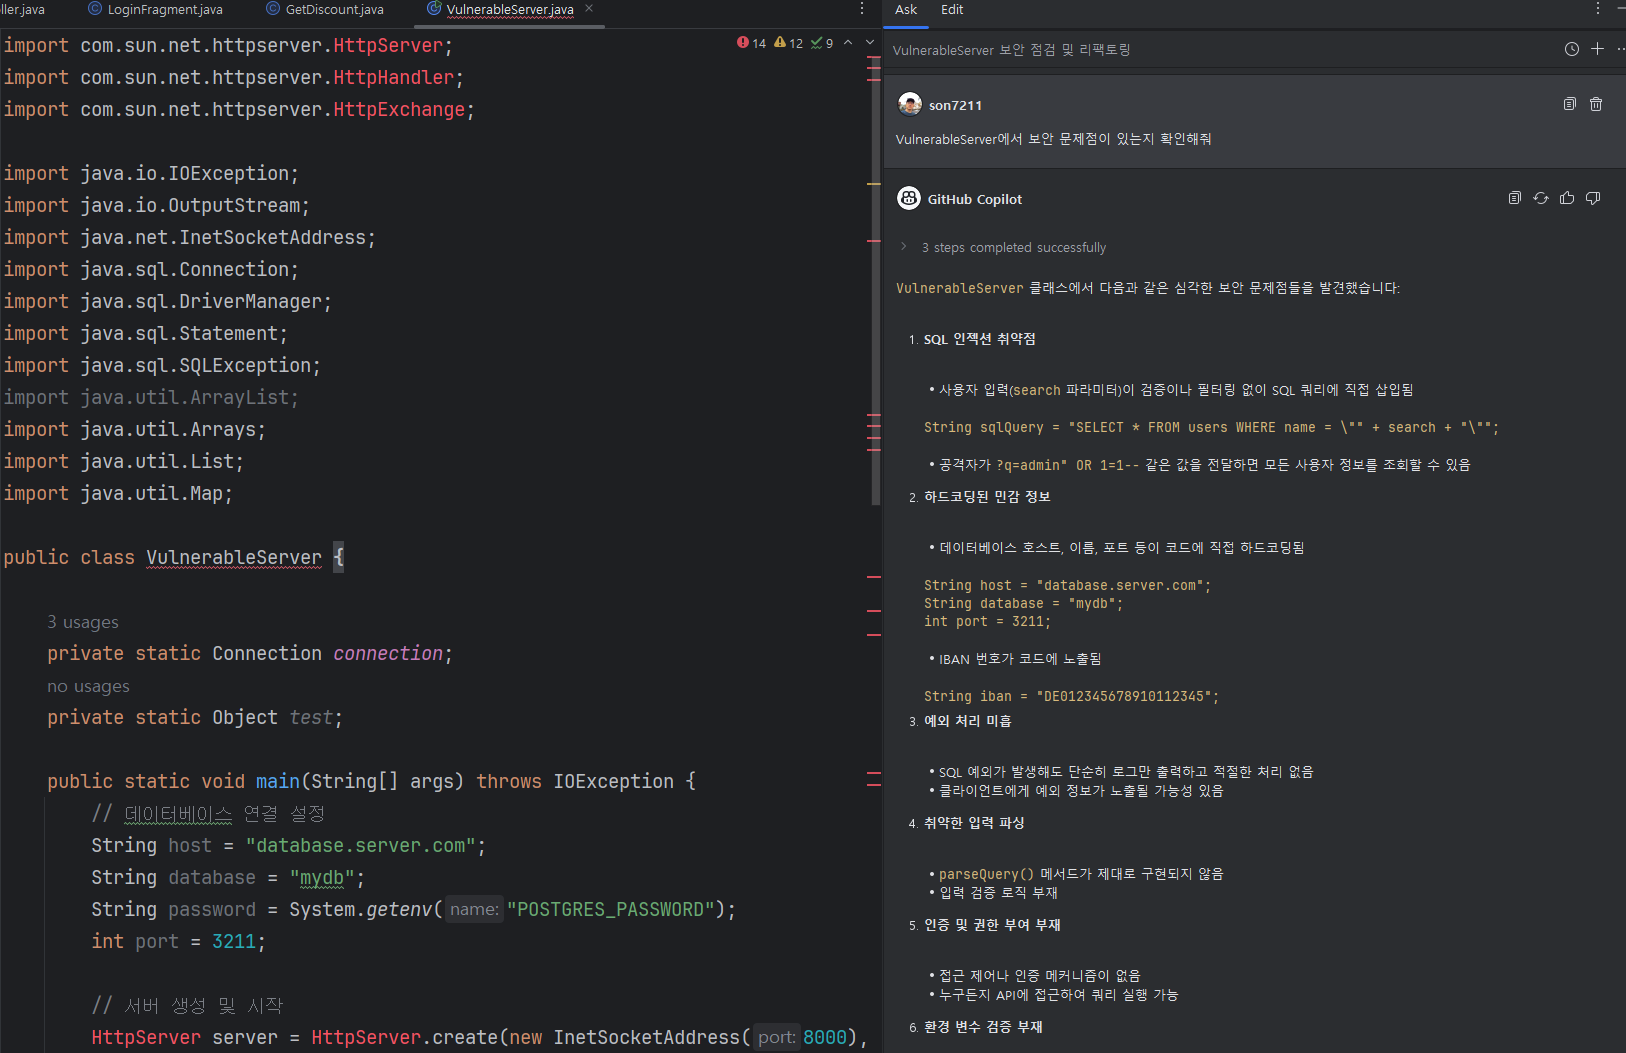 ller.java
LoginFragment.java
GetDiscount.java
VulnerableServer.java
14 12 9
import com.sun.net.httpserver.HttpServer;
import com.sun.net.httpserver.HttpHandler;
import com.sun.net.httpserver.HttpExchange;
import java.io.IOException;
import java.io.OutputStream;
import java.net.InetSocketAddress;
import java.sql.Connection;
import java.sql.DriverManager;
import java.sql.Statement;
import java.sql.SQLException;
import java.util.ArrayList;
import java.util.Arrays;
import java.util.List;
import java.util.Map;
public class VulnerableServer {
3 usages
private static Connection connection;
no usages
private static Object test;
public static void main(String[] args) throws IOException {
// 데이터베이스 연결 설정
String host = "database.server.com";
String database = "mydb";
String password = System.getenv( name: "POSTGRES_PASSWORD");
int port = 3211;
// 서버 생성 및 시작
HttpServer server = HttpServer.create(new InetSocketAddress( port: 8000),
Ask Edit
VulnerableServer 보안 점검 및 리팩토링
son7211
VulnerableServer에서 보안 문제점이 있는지 확인해줘
GitHub Copilot
3 steps completed successfully
VulnerableServer 클래스에서 다음과 같은 심각한 보안 문제점들을 발견했습니다:
1. SQL 인젝션 취약점
• 사용자 입력(search 파라미터)이 검증이나 필터링 없이 SQL 쿼리에 직접 삽입됨
String sqlQuery = "SELECT * FROM users WHERE name = \"" + search + "\"";
• 공격자가 ?q=admin" OR 1=1-- 같은 값을 전달하면 모든 사용자 정보를 조회할 수 있음
2. 하드코딩된 민감 정보
• 데이터베이스 호스트, 이름, 포트 등이 코드에 직접 하드코딩됨
String host = "database.server.com";
String database = "mydb";
int port = 3211;
• IBAN 번호가 코드에 노출됨
String iban = "DE012345678910112345";
3. 예외 처리 미흡
• SQL 예외가 발생해도 단순히 로그만 출력하고 적절한 처리 없음
• 클라이언트에게 예외 정보가 노출될 가능성 있음
4. 취약한 입력 파싱
• parseQuery() 메서드가 제대로 구현되지 않음
• 입력 검증 로직 부재
5. 인증 및 권한 부여 부재
• 접근 제어나 인증 메커니즘이 없음
• 누구든지 API에 접근하여 쿼리 실행 가능
6. 환경 변수 검증 부재